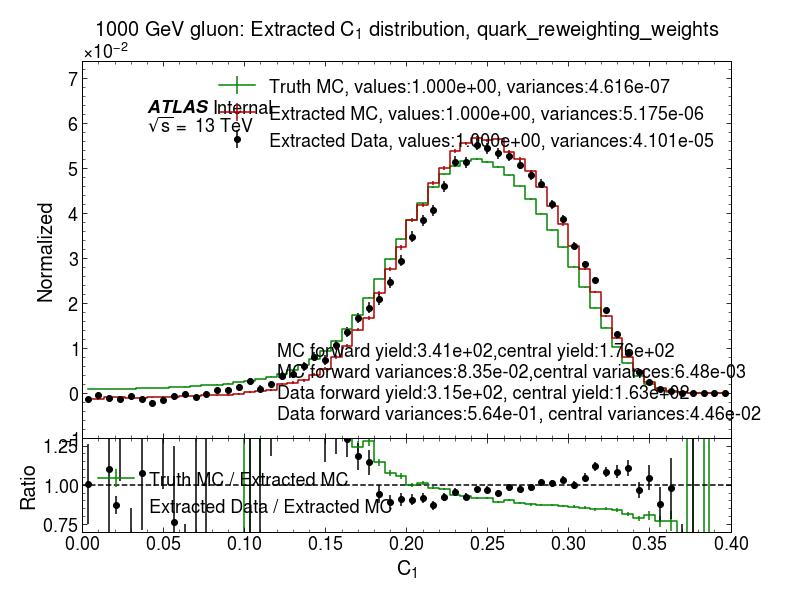 1000 GeV gluon: Extracted C₁ distribution, quark_reweighting_weights
×10⁻²
Truth MC, values:1.000e+00, variances:4.616e-07
ATLAS Internal
Extracted MC, values:1.000e+00, variances:5.175e-06
√s = 13 TeV
Extracted Data, values:1.000e+00, variances:4.101e-05
7
6
5
4
3
2
1
0
Normalized
MC forward yield:3.41e+02,central yield:1.76e+02
MC forward variances:8.35e-02,central variances:6.48e-03
Data forward yield:3.15e+02, central yield:1.63e+02
Data forward variances:5.64e-01, central variances:4.46e-02
1.25
1.00
0.75
Ratio
Truth MC / Extracted MC
Extracted Data / Extracted MC
0.00 0.05 0.10 0.15 0.20 0.25 0.30 0.35 0.40
C₁